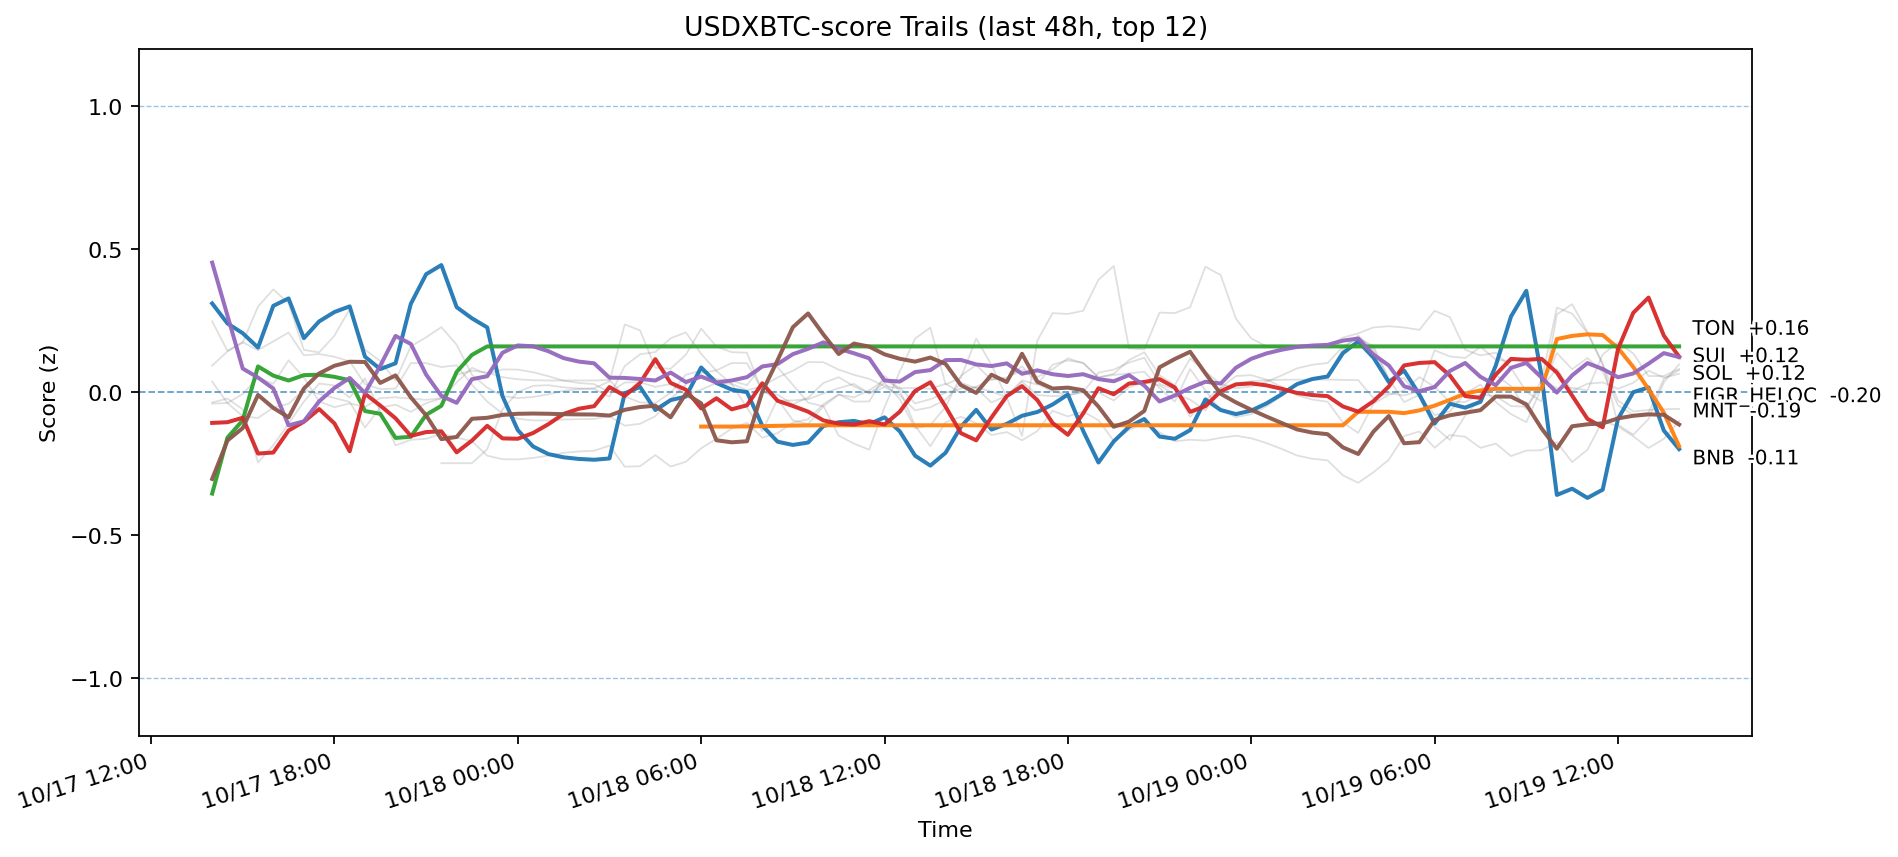 USDXBTC-score Trails (last 48h, top 12)
Score (z)
1.0
0.5
0.0
−0.5
−1.0
TON +0.16
SUI +0.12
SOL +0.12
FIGR_HELOC -0.20
MNT -0.19
BNB -0.11
10/17 12:00
10/17 18:00
10/18 00:00
10/18 06:00
10/18 12:00
10/18 18:00
10/19 00:00
10/19 06:00
10/19 12:00
Time